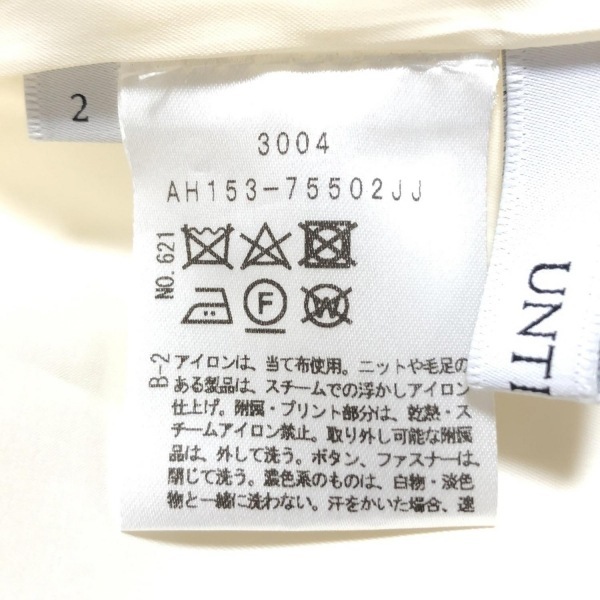 2
3004
AH153-75502JJ
NO.621
F
W
B-2
アイロンは、当て布使用。ニットや毛足の
ある製品は、スチームでの浮かしアイロン
仕上げ。附図・プリント部分は、乾熱・ス
チームアイロン禁止。取り外し可能な附図
品は、外して洗う。ボタン、ファスナーは、
閉じて洗う。濃色系のものは、白物・淡色
物と一緒に洗わない。汗をかいた場合、速
UNTI